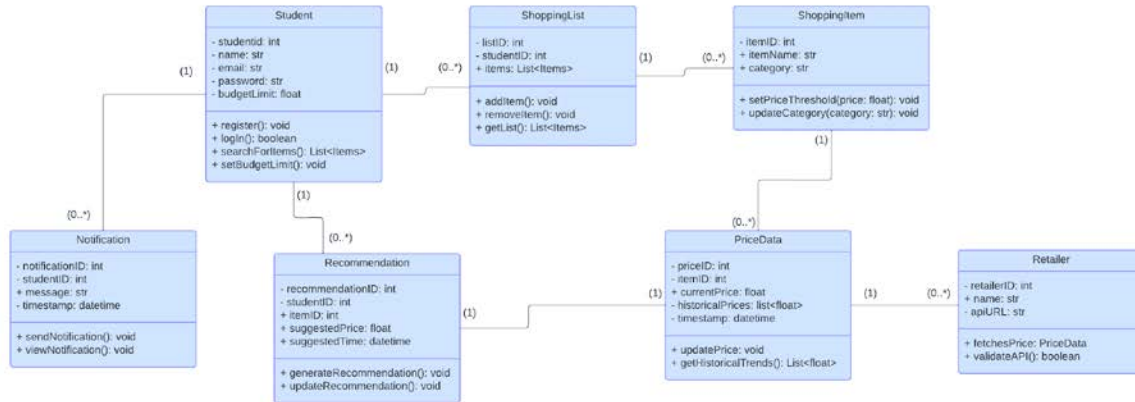 Student
- studentid: int
- name: str
- email: str
- password: str
- budgetLimit: float
+ register(): void
+ logIn(): boolean
+ searchForItems(): List<Items>
+ setBudgetLimit(): void
ShoppingList
- listID: int
- studentID: int
+ items: List<Items>
+ addItem(): void
+ removeItem(): void
+ getList(): List<Items>
ShoppingItem
- itemID: int
+ itemName: str
+ category: str
+ setPriceThreshold(price: float): void
+ updateCategory(category: str): void
(1)
(1)
(0..*)
(1)
(0..*)
(1)
(1)
(0..*)
(0..*)
(0..*)
Notification
- notificationID: int
- studentID: int
+ message: str
- timestamp: datetime
+ sendNotification(): void
+ viewNotification(): void
Recommendation
- recommendationID: int
- studentID: int
+ itemID: int
+ suggestedPrice: float
+ suggestedTime: datetime
+ generateRecommendation(): void
+ updateRecommendation(): void
(1)
(1)
PriceData
- priceID: int
- itemID: int
+ currentPrice: float
- historicalPrices: list<float>
- timestamp: datetime
+ updatePrice: void
+ getHistoricalTrends(): List<float>
(1)
(0..*)
Retailer
- retailerID: int
+ name: str
- apiURL: str
+ fetchesPrice: PriceData
+ validateAPI(): boolean